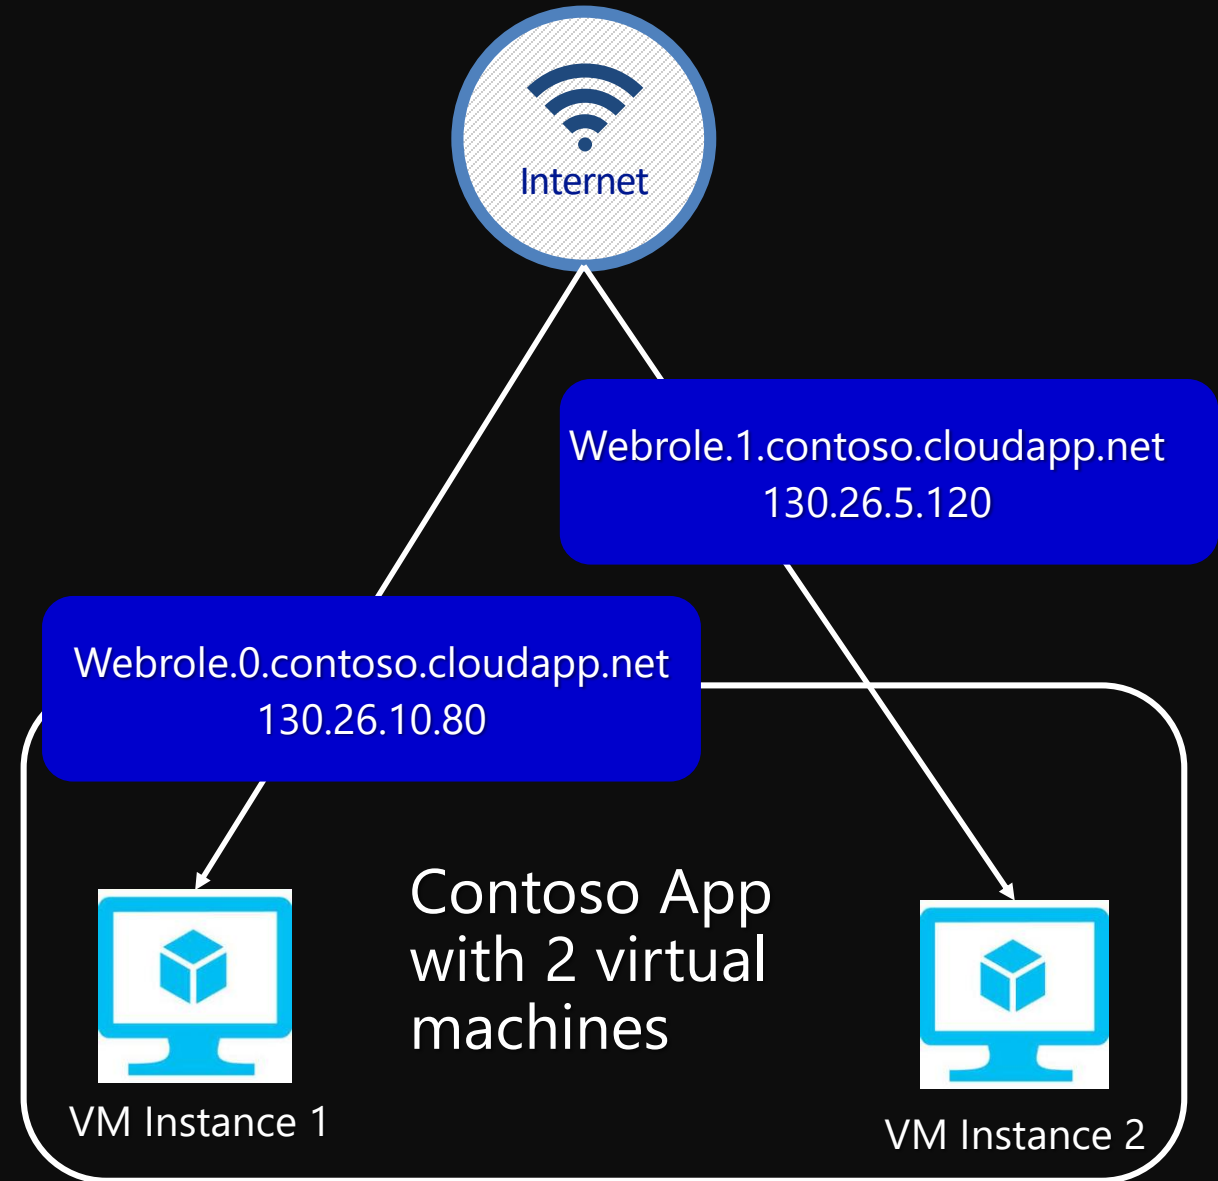 Internet
Webrole.1.contoso.cloudapp.net
130.26.5.120
Webrole.0.contoso.cloudapp.net
130.26.10.80
Contoso App
with 2 virtual
machines
VM Instance 1
VM Instance 2